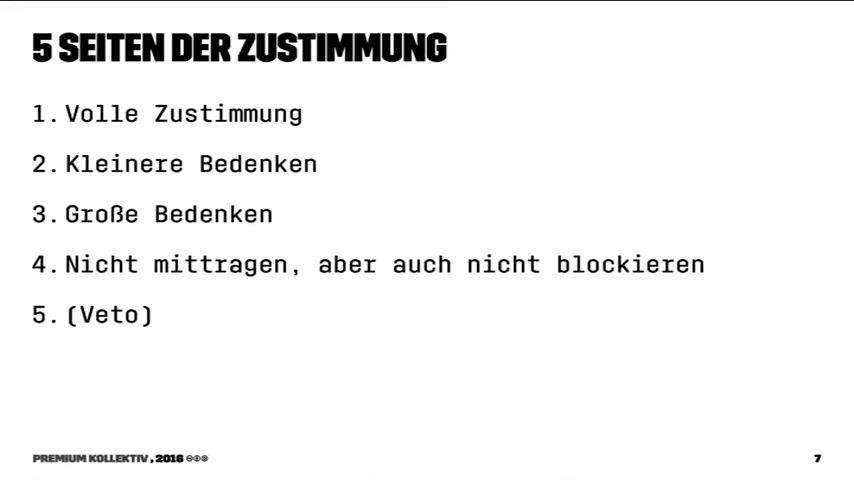 5 SEITEN DER ZUSTIMMUNG
1. Volle Zustimmung
2. Kleinere Bedenken
3. Große Bedenken
4. Nicht mittragen, aber auch nicht blockieren
5. (Veto)
PREMIUM KOLLEKTIV, 2016
7